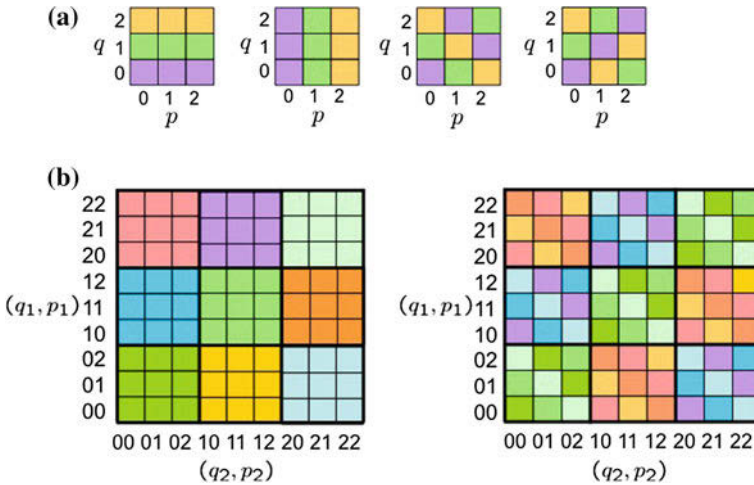 (a)
2 2 2 2
q 1 q 1 q 1 q 1
0 0 0 0
0 1 2 0 1 2 0 1 2 0 1 2
p p p p
(b)
22 22
21 21
20 20
12 12
(q₁, p₁) 11 (q₁, p₁) 11
10 10
02 02
01 01
00 00
00 01 02 10 11 12 20 21 22 00 01 02 10 11 12 20 21 22
(q₂, p₂) (q₂, p₂)